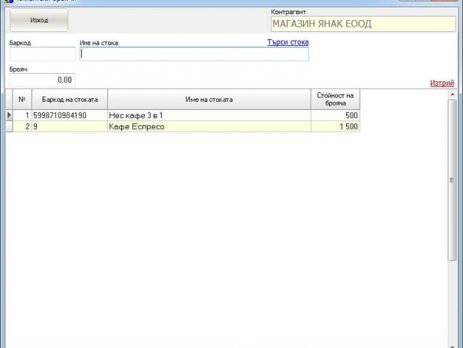 Контрагент
Изход
МАГАЗИН ЯНАК ЕООД
Баркод Име на стока Търси стока
Брояч
0,00
Изтрий
№ Баркод на стоката Име на стоката Стойност на брояча
1 5998710984190 Нес кафе 3 в 1 500
2 9 Кафе Еспресо 1 500